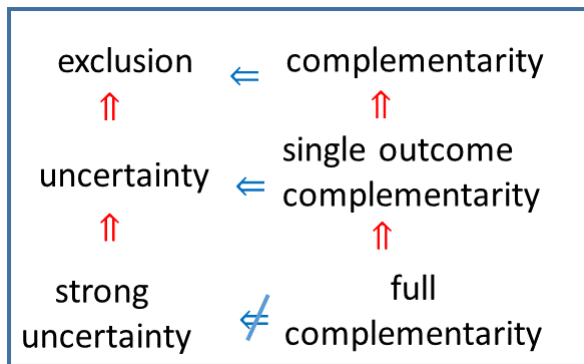 exclusion ⇐ complementarity
⇑ ⇑
uncertainty ⇐ single outcome complementarity
⇑ ⇑
strong uncertainty ⇍ full complementarity